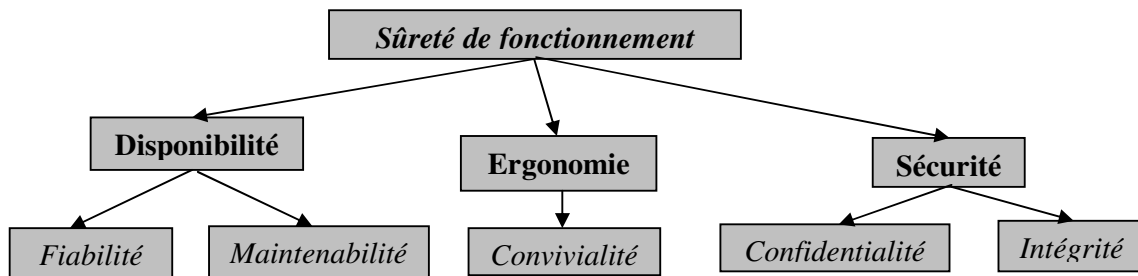 Sûreté de fonctionnement
Disponibilité
Ergonomie
Sécurité
Fiabilité
Maintenabilité
Convivialité
Confidentialité
Intégrité